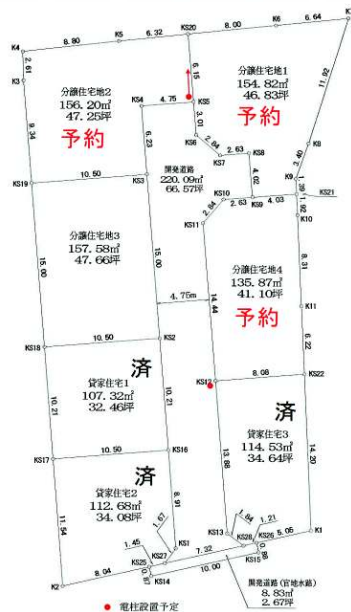 KS20
8.00
K6
6.64
K7
K4
8.80
K5
6.32
K3
2.61
分譲住宅地2
156.20㎡
47.25坪
予約
9.34
6.15
分譲住宅地1
154.82㎡
46.83坪
予約
11.92
KS4
4.75
KS5
3.01
K8
6.23
K6
2.84
K7
2.63
KS8
3.40
開発道路
220.09㎡
66.57坪
4.02
K9
1.39
KS21
KS19
10.50
KS3
KS10
2.84
2.63
KS9
4.03
1.92
K10
KS11
分譲住宅地3
157.58㎡
47.66坪
15.00
15.00
分譲住宅地4
135.87㎡
41.10坪
予約
8.31
4.75m
14.44
K11
6.22
KS18
10.50
KS2
済
貸家住宅1
107.32㎡
32.46坪
10.21
10.21
KS12
8.08
KS22
済
貸家住宅3
114.53㎡
34.64坪
KS17
10.50
KS16
済
13.68
14.20
貸家住宅2
112.68㎡
34.08坪
11.54
8.91
1.67
KS1
KS13
1.84
1.21
5.05
K1
1.45
KS25
KS27
7.32
KS28
KS26
0.88
KS15
K2
8.04
0.87
KS14
10.00
開発道路(官地水路)
8.83㎡
2.67坪
● 電柱設置予定